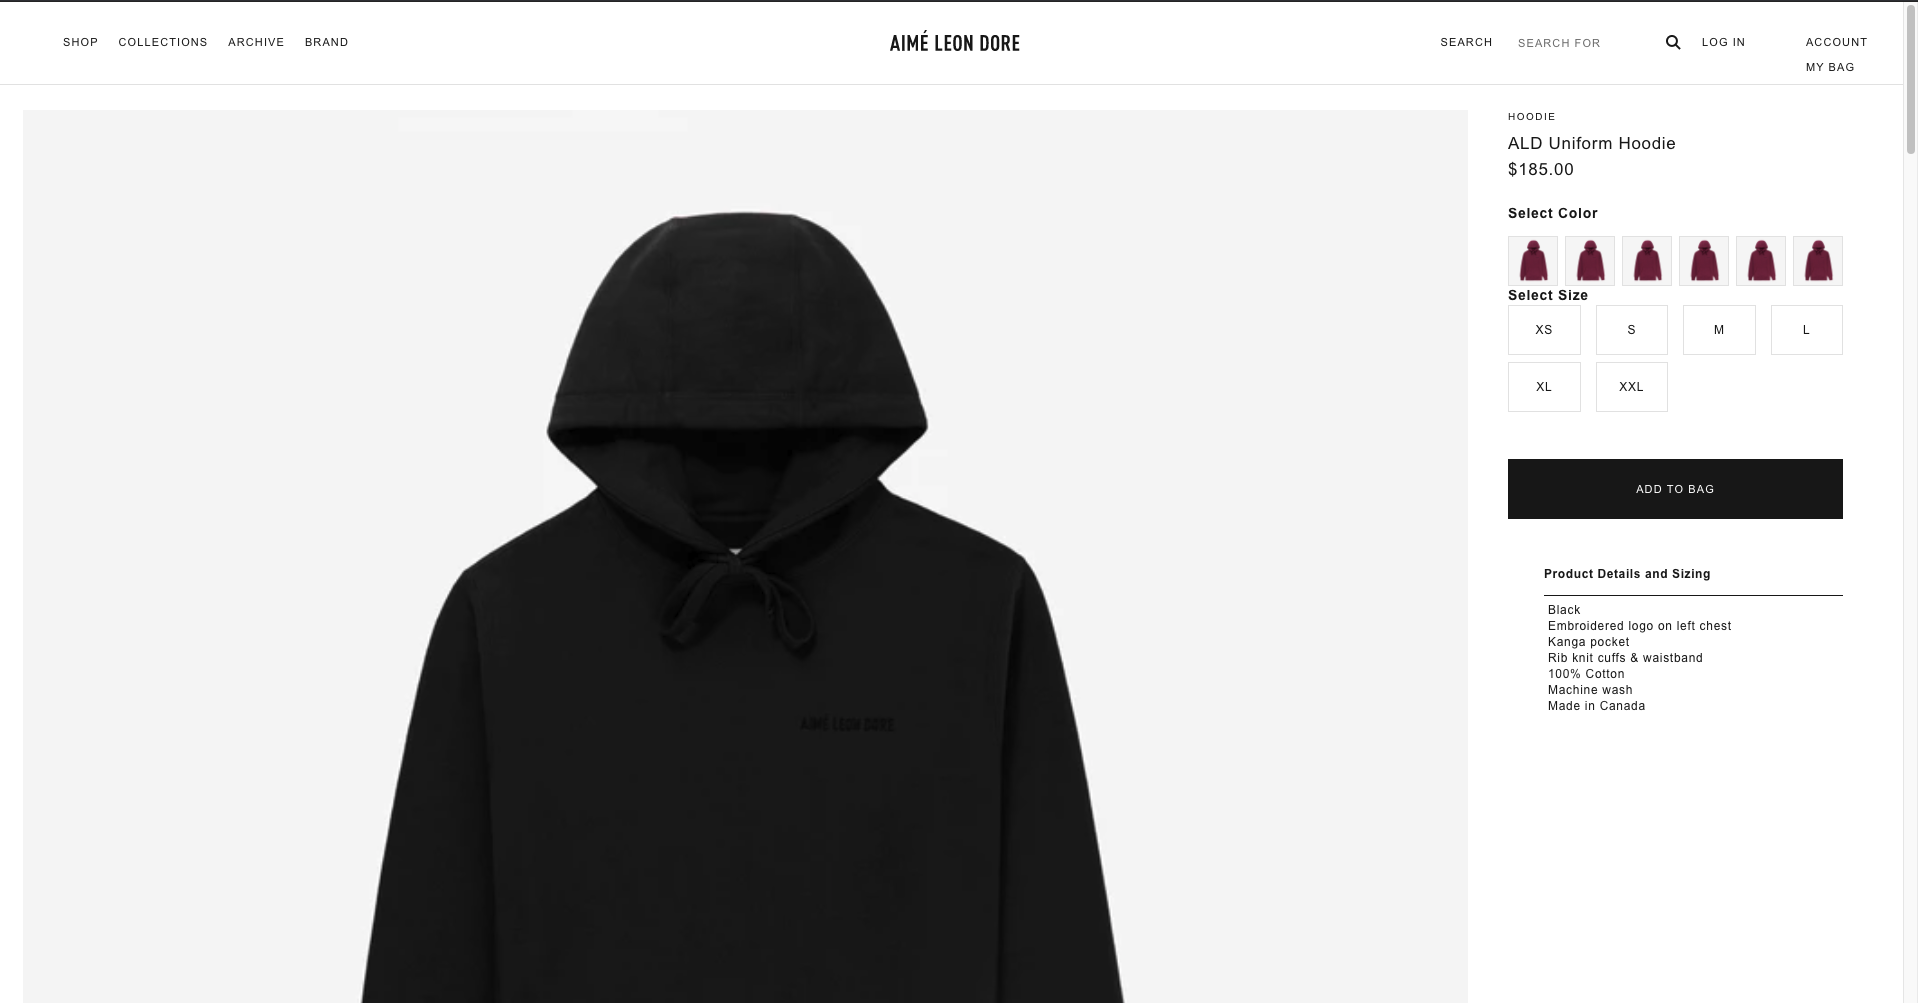 SHOP COLLECTIONS ARCHIVE BRAND
AIMÉ LEON DORE
SEARCH SEARCH FOR LOG IN ACCOUNT
MY BAG
HOODIE
ALD Uniform Hoodie
$185.00
Select Color
Select Size
XS S M L
XL XXL
ADD TO BAG
Product Details and Sizing
Black
Embroidered logo on left chest
Kanga pocket
Rib knit cuffs & waistband
100% Cotton
Machine wash
Made in Canada
AIMÉ LEON DORE